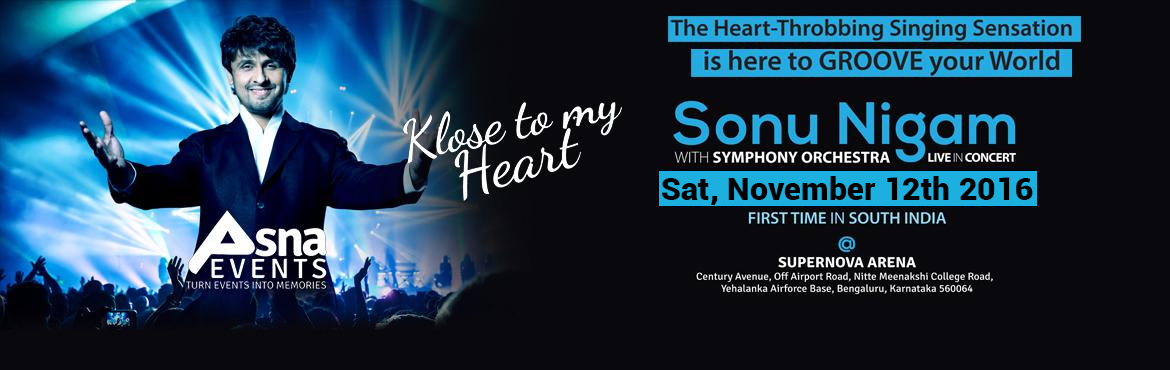 Klose to my
Heart
Asna
EVENTS
TURN EVENTS INTO MEMORIES
The Heart-Throbbing Singing Sensation
is here to GROOVE your World
Sonu Nigam
WITH SYMPHONY ORCHESTRA LIVE IN CONCERT
Sat, November 12th 2016
FIRST TIME IN SOUTH INDIA
@
SUPERNOVA ARENA
Century Avenue, Off Airport Road, Nitte Meenakshi College Road,
Yehalanka Airforce Base, Bengaluru, Karnataka 560064